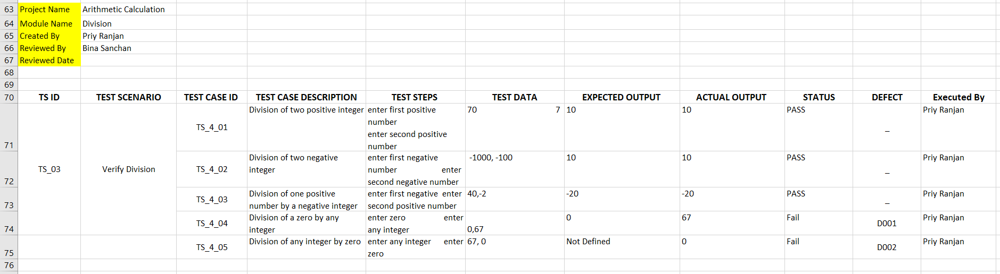 63 Project Name Arithmetic Calculation
64 Module Name Division
65 Created By Priy Ranjan
66 Reviewed By Bina Sanchan
67 Reviewed Date
68
69
70 TS ID TEST SCENARIO TEST CASE ID TEST CASE DESCRIPTION TEST STEPS TEST DATA EXPECTED OUTPUT ACTUAL OUTPUT STATUS DEFECT Executed By
71
TS_03
Verify Division
TS_4_01
Division of two positive integer
enter first positive
number
enter second positive
number
70 7
10
10
PASS
_
Priy Ranjan
72
TS_4_02
Division of two negative
integer
enter first negative
number enter
second negative number
-1000, -100
10
10
PASS
_
Priy Ranjan
73
TS_4_03
Division of one positive
number by a negative integer
enter first negative enter
second positive number
40,-2
-20
-20
PASS
_
Priy Ranjan
74
TS_4_04
Division of a zero by any
integer
enter zero enter
any integer
0,67
0
67
Fail
D001
Priy Ranjan
75
TS_4_05
Division of any integer by zero
enter any integer enter
zero
67, 0
Not Defined
0
Fail
D002
Priy Ranjan
76